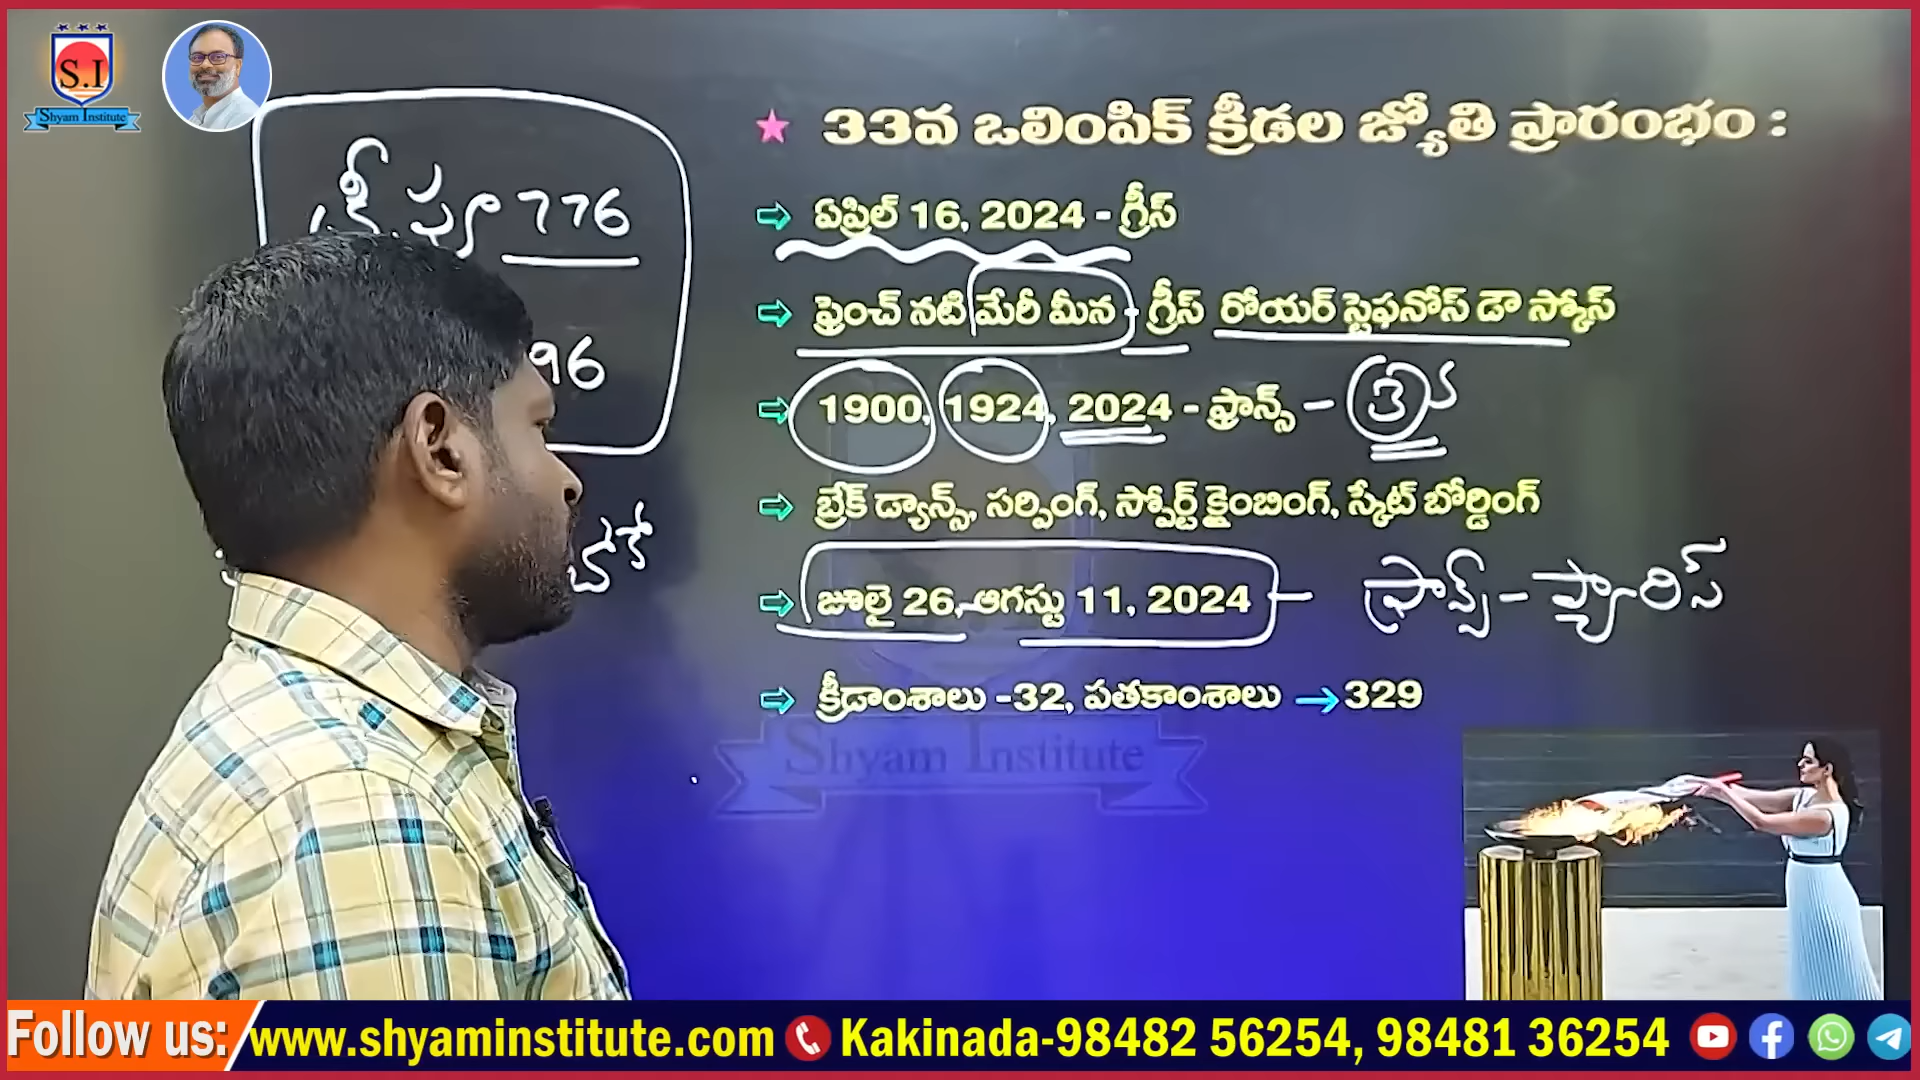 S.I
Shyam Institute
క్రీ.పూ 776
96
★ 33వ ఒలింపిక్ క్రీడల జ్యోతి ప్రారంభం :
⇨ ఏప్రిల్ 16, 2024 - గ్రీస్
⇨ ఫ్రెంచ్ నటి మేరీ మీన - గ్రీస్ రోయర్ స్టెఫనోస్ డౌ స్కోస్
⇨ 1900, 1924, 2024 - ఫ్రాన్స్ – 3వ
⇨ బ్రేక్ డ్యాన్స్, సర్ఫింగ్, స్పోర్ట్ క్లైంబింగ్, స్కేట్ బోర్డింగ్
⇨ జూలై 26,-ఆగస్టు 11, 2024 – ఫ్రాన్స్ – ప్యారిస్
⇨ క్రీడాంశాలు -32, పతకాంశాలు → 329
Shyam Institute
Follow us: www.shyaminstitute.com Kakinada-98482 56254, 98481 36254